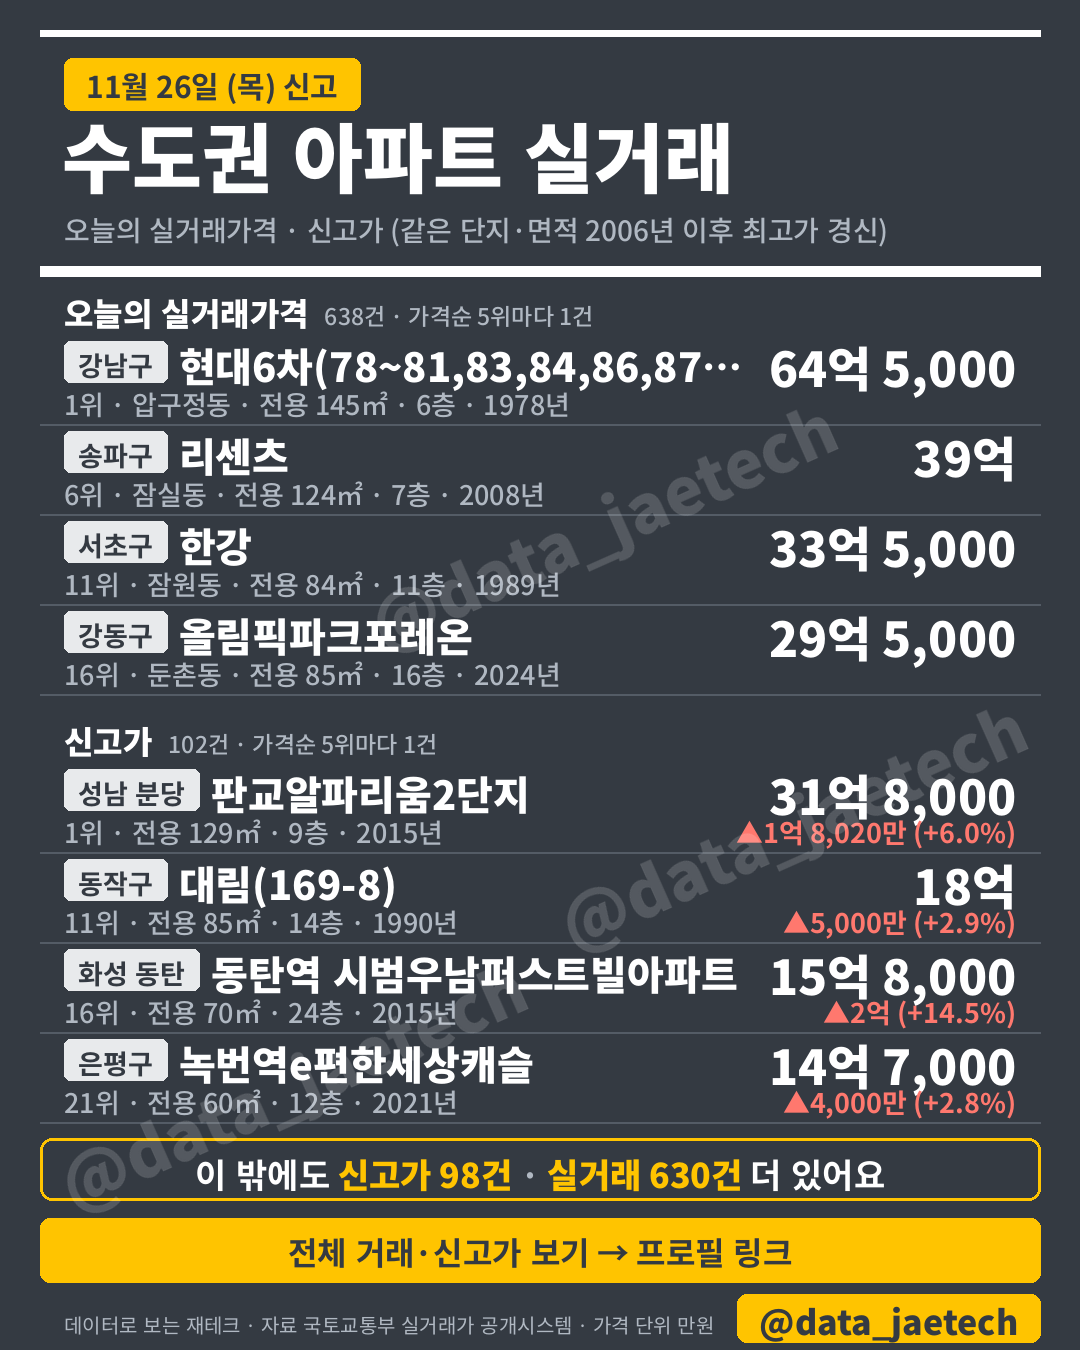 11월 26일 (목) 신고
수도권 아파트 실거래
오늘의 실거래가격 · 신고가 (같은 단지·면적 2006년 이후 최고가 경신)
오늘의 실거래가격 638건 · 가격순 5위마다 1건
강남구 현대6차(78~81,83,84,86,87… 64억 5,000
1위 · 압구정동 · 전용 145㎡ · 6층 · 1978년
송파구 리센츠 39억
6위 · 잠실동 · 전용 124㎡ · 7층 · 2008년
서초구 한강 33억 5,000
11위 · 잠원동 · 전용 84㎡ · 11층 · 1989년
강동구 올림픽파크포레온 29억 5,000
16위 · 둔촌동 · 전용 85㎡ · 16층 · 2024년
신고가 102건 · 가격순 5위마다 1건
성남 분당 판교알파리움2단지 31억 8,000
1위 · 전용 129㎡ · 9층 · 2015년 ▲1억 8,020만 (+6.0%)
동작구 대림(169-8) 18억
11위 · 전용 85㎡ · 14층 · 1990년 ▲5,000만 (+2.9%)
화성 동탄 동탄역 시범우남퍼스트빌아파트 15억 8,000
16위 · 전용 70㎡ · 24층 · 2015년 ▲2억 (+14.5%)
은평구 녹번역e편한세상캐슬 14억 7,000
21위 · 전용 60㎡ · 12층 · 2021년 ▲4,000만 (+2.8%)
이 밖에도 신고가 98건 · 실거래 630건 더 있어요
전체 거래·신고가 보기 → 프로필 링크
데이터로 보는 재테크 · 자료 국토교통부 실거래가 공개시스템 · 가격 단위 만원 @data_jaetech
@data_jaetech
@data_jaetech
@data_jaetech